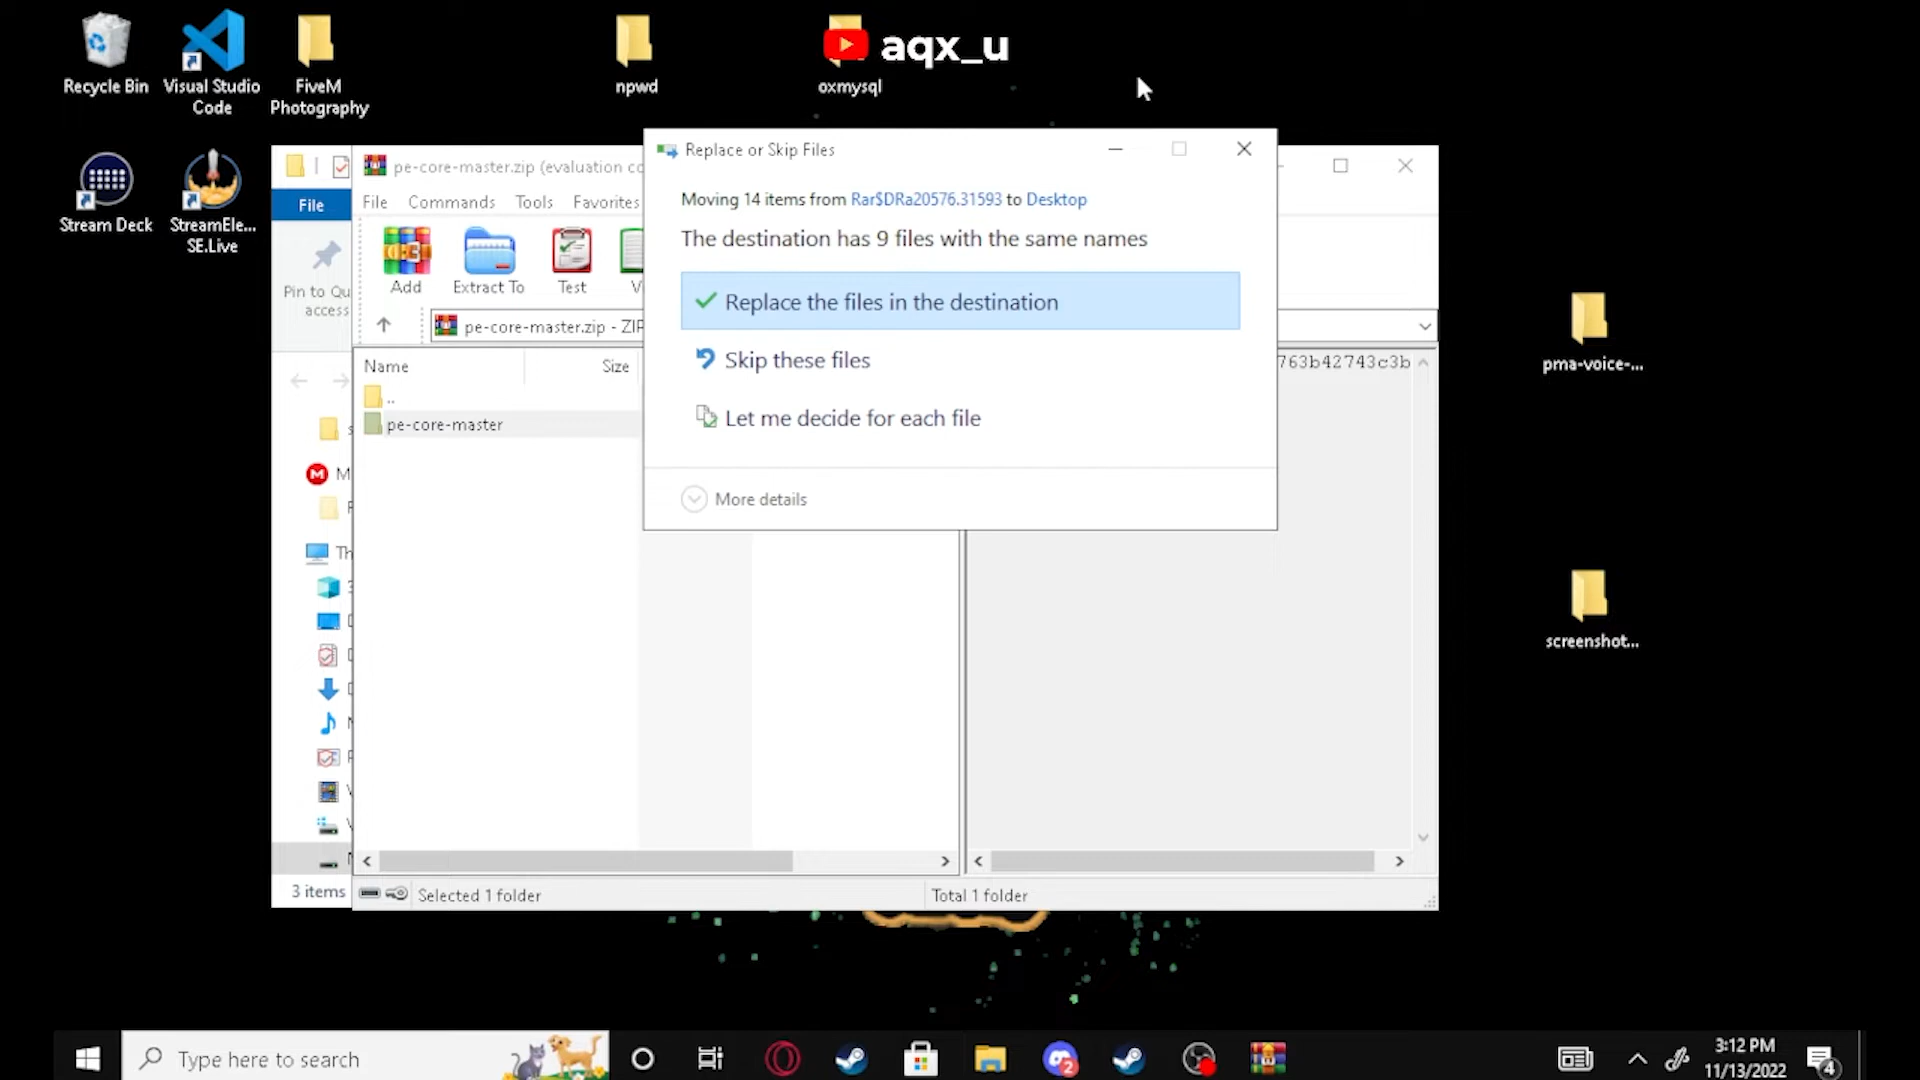 Recycle Bin
Visual Studio
Code
FiveM
Photography
npwd
oxmysql
aqx_u
Stream Deck
StreamEle...
SE.Live
pma-voice-...
screenshot...
File
Pin to Qu
access
3 items
pe-core-master.zip (evaluation co
File Commands Tools Favorites
Add Extract To Test
pe-core-master.zip - ZIP
Name Size
..
pe-core-master
763b42743c3b
Selected 1 folder
Total 1 folder
Replace or Skip Files
Moving 14 items from Rar$DRa20576.31593 to Desktop
The destination has 9 files with the same names
Replace the files in the destination
Skip these files
Let me decide for each file
More details
Type here to search
2
3:12 PM
11/13/2022
4